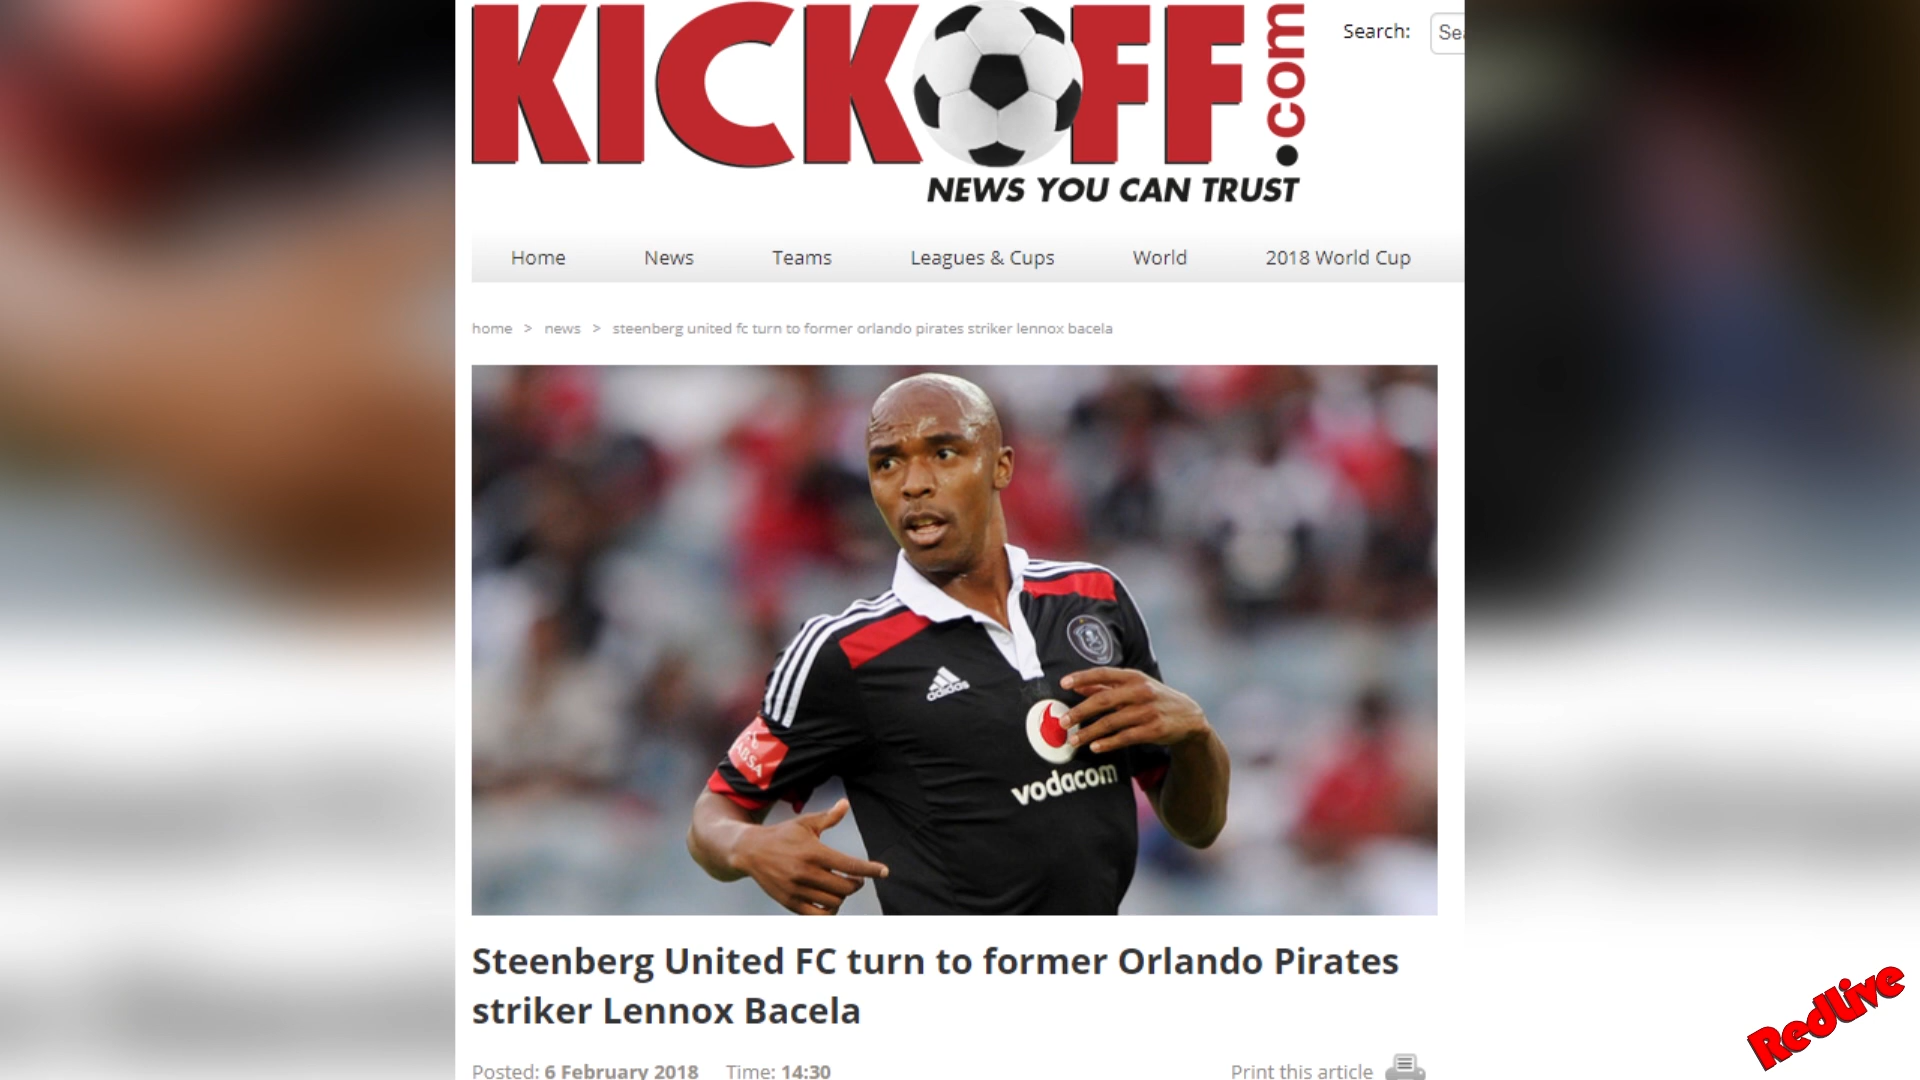 KICKOFF.com
Search:
NEWS YOU CAN TRUST
Home News Teams Leagues & Cups World 2018 World Cup
home > news > steenberg united fc turn to former orlando pirates striker lennox bacela
adidas
ABSA
vodacom
Steenberg United FC turn to former Orlando Pirates
striker Lennox Bacela
Posted: 6 February 2018 Time: 14:30 Print this article
RedLive